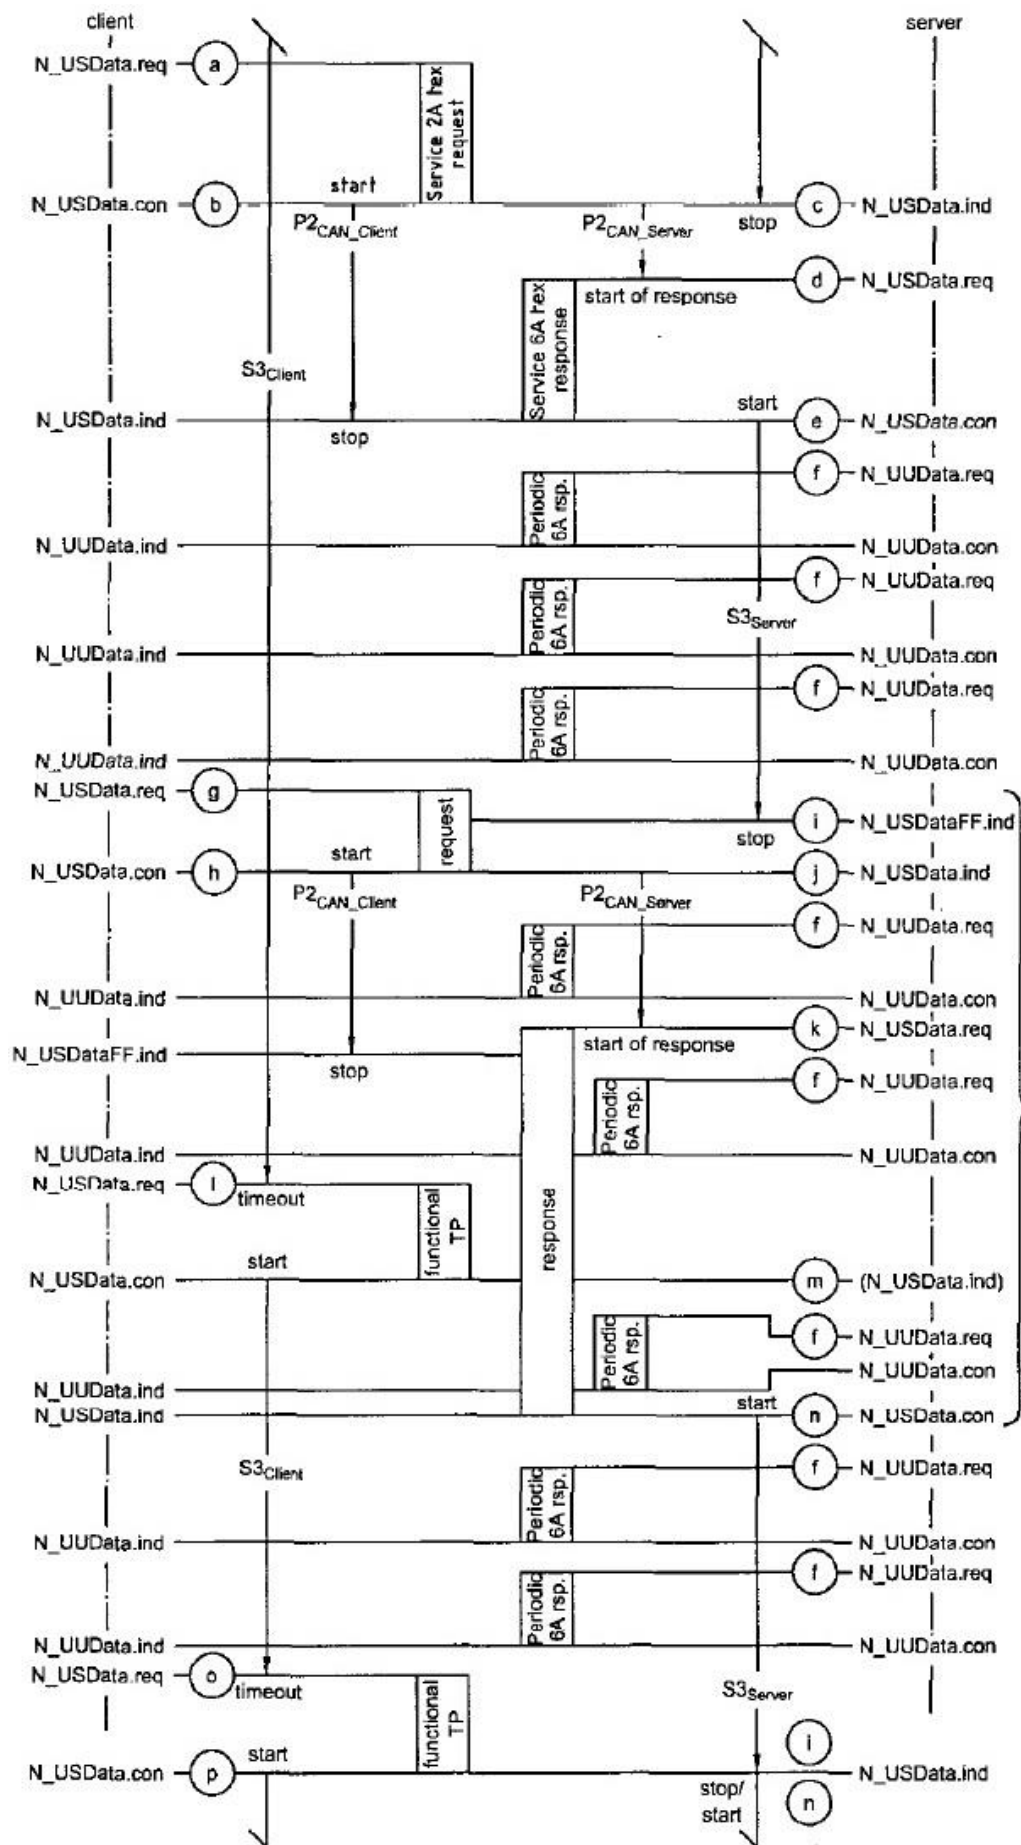 client
server
N_USData.req
a
Service 2A hex
request
N_USData.con
b
start
stop
c
N_USData.ind
P2CAN_Client
P2CAN_Server
d
N_USData.req
start of response
Service 6A hex
response
S3Client
N_USData.ind
stop
start
e
N_USData.con
f
N_UUData.req
Periodic
6A rsp.
N_UUData.ind
N_UUData.con
f
N_UUData.req
Periodic
6A rsp.
S3Server
N_UUData.ind
N_UUData.con
f
N_UUData.req
Periodic
6A rsp.
N_UUData.ind
N_UUData.con
N_USData.req
g
request
stop
i
N_USDataFF.ind
N_USData.con
h
start
j
N_USData.ind
P2CAN_Client
P2CAN_Server
f
N_UUData.req
Periodic
6A rsp.
N_UUData.ind
N_UUData.con
k
N_USData.req
start of response
N_USDataFF.ind
stop
f
N_UUData.req
Periodic
6A rsp.
N_UUData.ind
N_UUData.con
N_USData.req
l
timeout
functional
TP
response
N_USData.con
start
m
(N_USData.ind)
Periodic
6A rsp.
f
N_UUData.req
N_UUData.con
N_UUData.ind
N_USData.ind
start
n
N_USData.con
S3Client
f
N_UUData.req
Periodic
6A rsp.
N_UUData.ind
N_UUData.con
f
N_UUData.req
Periodic
6A rsp.
N_UUData.ind
N_UUData.con
N_USData.req
o
timeout
functional
TP
S3Server
i
N_USData.con
p
start
N_USData.ind
stop/
start
n